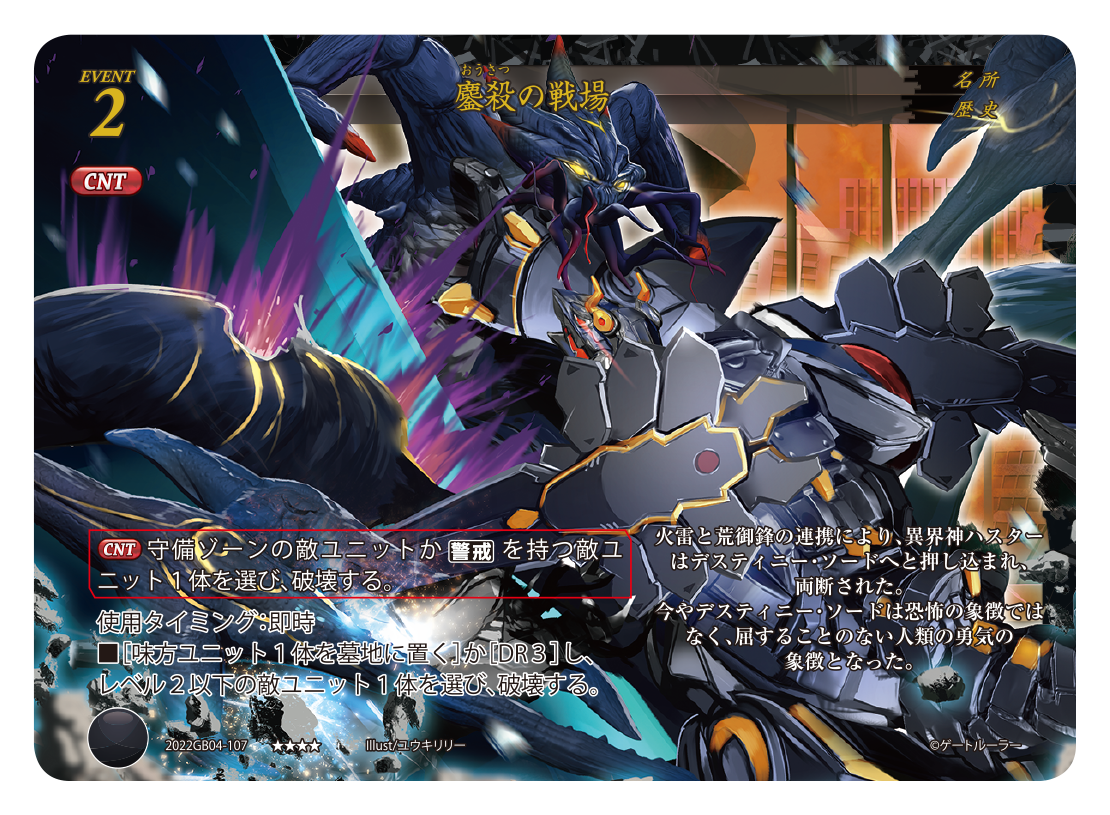 EVENT
2
CNT
おうさつ
鏖殺の戦場
名所
歴史
CNT 守備ゾーンの敵ユニットか 警戒 を持つ敵ユ
ニット1体を選び、破壊する。
使用タイミング:即時
■[味方ユニット1体を墓地に置く]か[DR3]し、
レベル2以下の敵ユニット1体を選び、破壊する。
火雷と荒御鋒の連携により、異界神ハスター
はデスティニー・ソードへと押し込まれ、
両断された。
今やデスティニー・ソードは恐怖の象徴では
なく、屈することのない人類の勇気の
象徴となった。
2022GB04-107 ★★★★ Illust/ユウキリリー
©ゲートルーラー